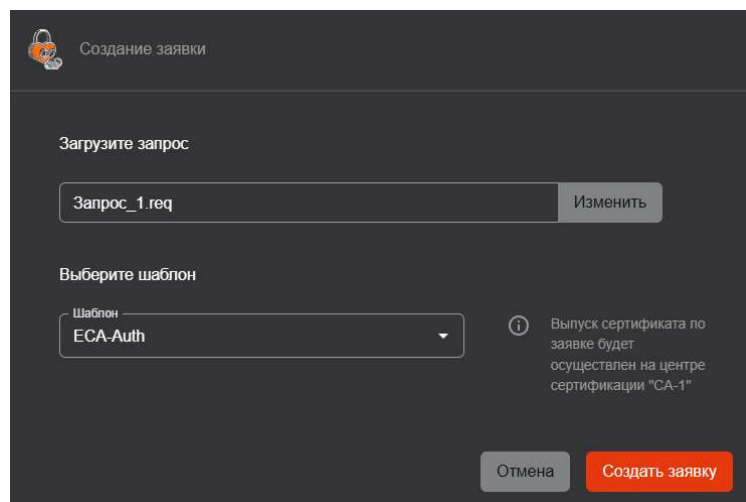 Создание заявки
Загрузите запрос
Запрос_1.req
Изменить
Выберите шаблон
Шаблон
ECA-Auth
Выпуск сертификата по
заявке будет
осуществлен на центре
сертификации "CA-1"
Отмена
Создать заявку